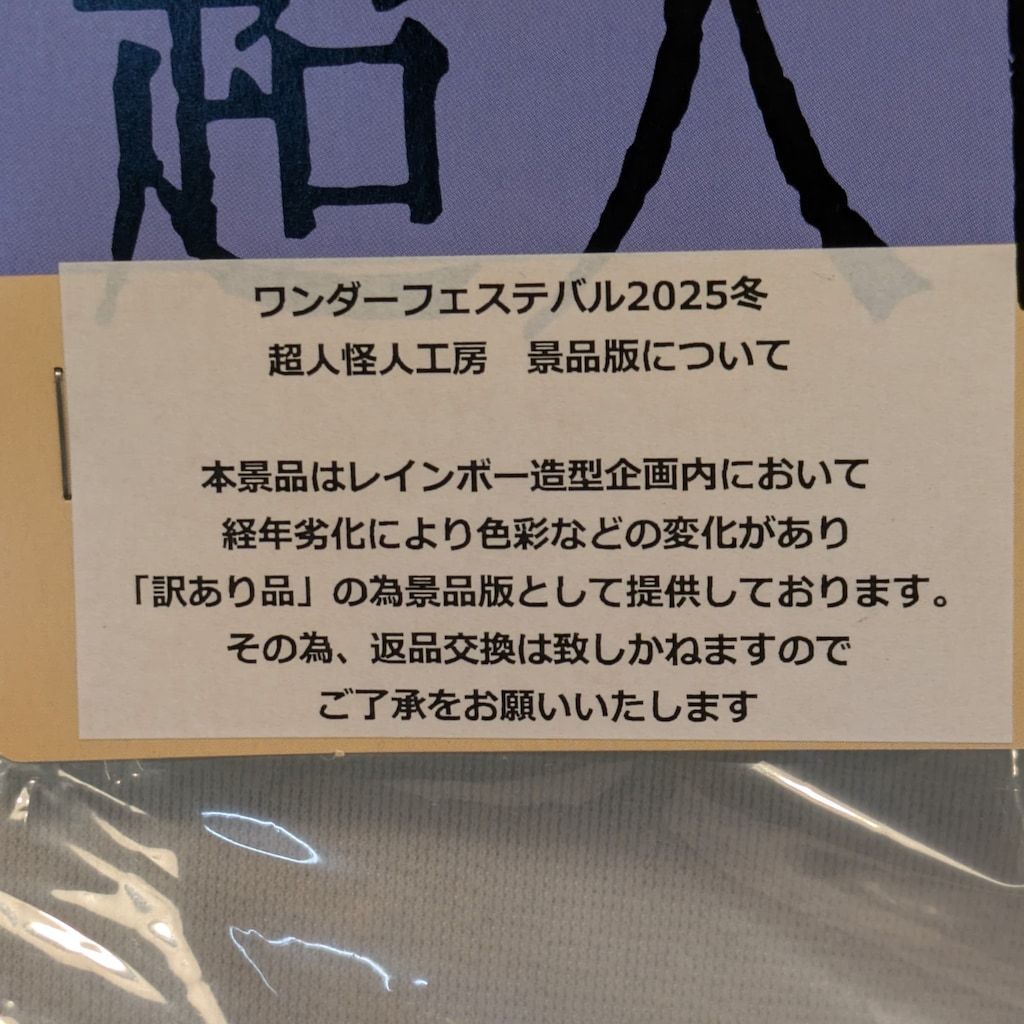 超人
ワンダーフェステバル2025冬
超人怪人工房　景品版について
本景品はレインボー造型企画内において
経年劣化により色彩などの変化があり
「訳あり品」の為景品版として提供しております。
その為、返品交換は致しかねますので
ご了承をお願いいたします